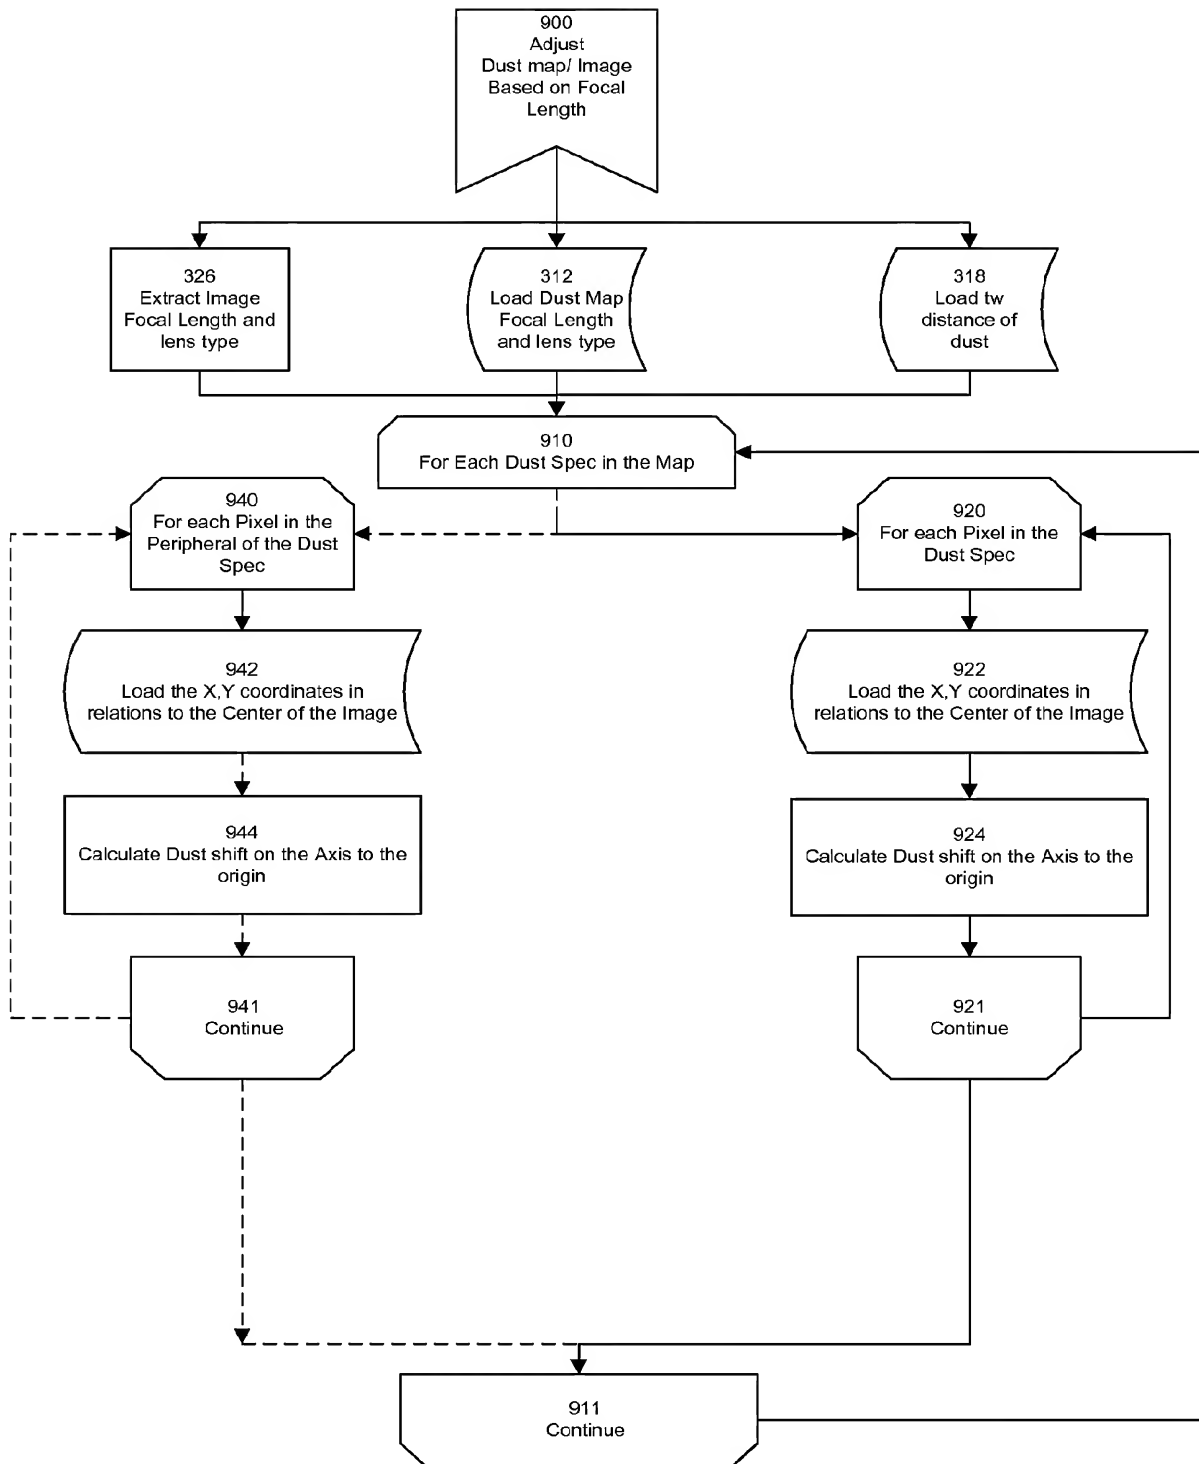 900
Adjust
Dust map/ Image
Based on Focal
Length
326
Extract Image
Focal Length and
lens type
312
Load Dust Map
Focal Length
and lens type
318
Load tw
distance of
dust
910
For Each Dust Spec in the Map
940
For each Pixel in the
Peripheral of the Dust
Spec
920
For each Pixel in the
Dust Spec
942
Load the X,Y coordinates in
relations to the Center of the Image
922
Load the X,Y coordinates in
relations to the Center of the Image
944
Calculate Dust shift on the Axis to the
origin
924
Calculate Dust shift on the Axis to the
origin
941
Continue
921
Continue
911
Continue